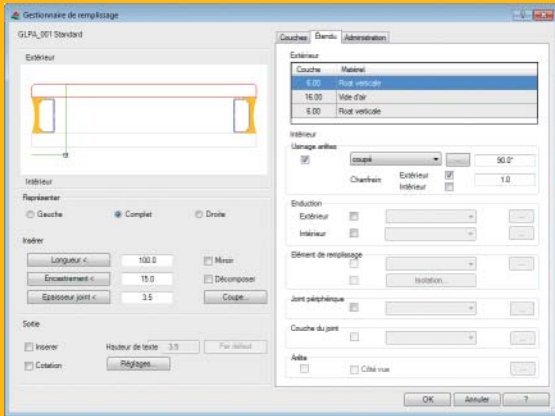 Gestionnaire de remplissage
GLPA_001 Standard
Extérieur
Intérieur
Représenter
Gauche
Complet
Droite
Insérer
Longueur <
100.0
Miroir
Encastrement <
15.0
Décomposer
Epaisseur joint <
3.5
Coupe...
Sortie
Inserer
Hauteur de texte
3.5
Par défaut
Cotation
Réglages...
Couches
Étendu
Administration
Extérieur
Couche
Matériel
6.00
Float verticale
16.00
Vide d'air
6.00
Float verticale
Intérieur
Usinage arêtes
coupé
...
90.0°
Chanfrein
Extérieur
1.0
Intérieur
Enduction
Extérieur
...
Intérieur
...
Elément de remplissage
...
Isolation...
Joint périphérique
...
Couche du joint
...
Arête
Côté vue
...
OK
Annuler
?